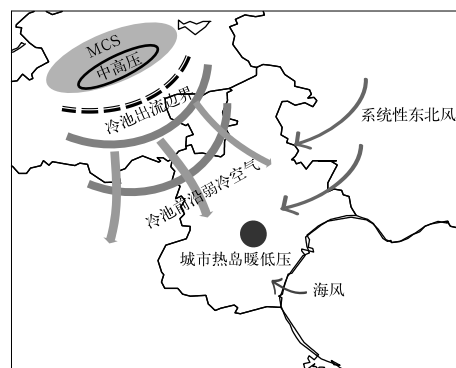 MCS
中高压
冷池出流边界
系统性东北风
冷池前沿弱冷空气
城市热岛暖低压
海风